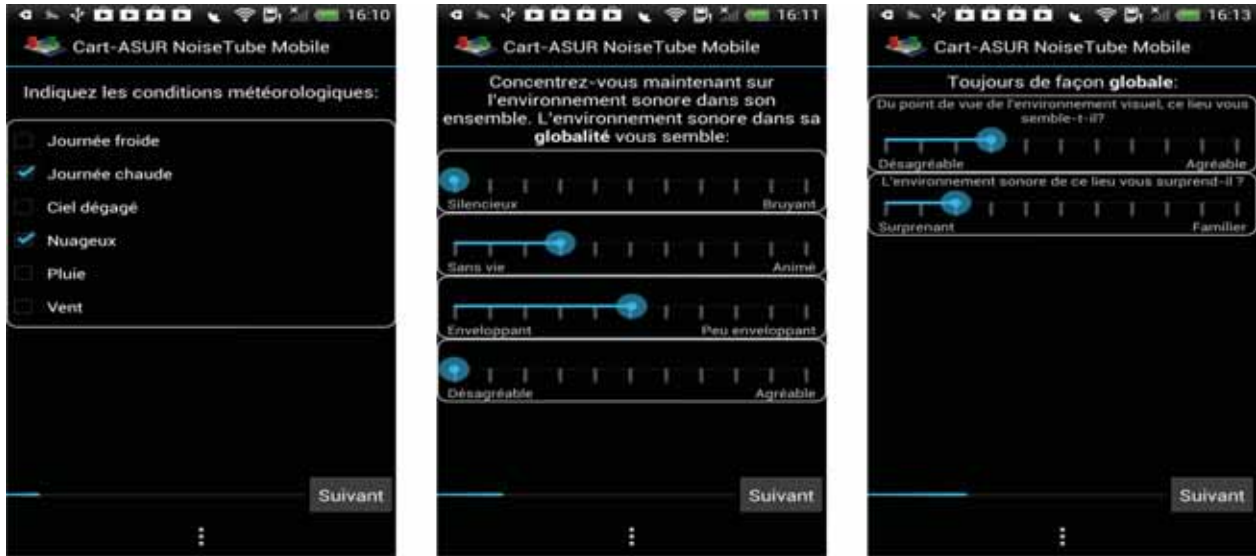 16:10
Cart-ASUR NoiseTube Mobile
Indiquez les conditions météorologiques:
Journée froide
Journée chaude
Ciel dégagé
Nuageux
Pluie
Vent
Suivant
16:11
Cart-ASUR NoiseTube Mobile
Concentrez-vous maintenant sur
l'environnement sonore dans son
ensemble. L'environnement sonore dans sa
globalité vous semble:
Silencieux Bruyant
Sans vie Animé
Enveloppant Peu enveloppant
Désagréable Agréable
Suivant
16:13
Cart-ASUR NoiseTube Mobile
Toujours de façon globale:
Du point de vue de l'environnement visuel, ce lieu vous
semble-t-il?
Désagréable Agréable
L'environnement sonore de ce lieu vous surprend-il ?
Surprenant Familier
Suivant